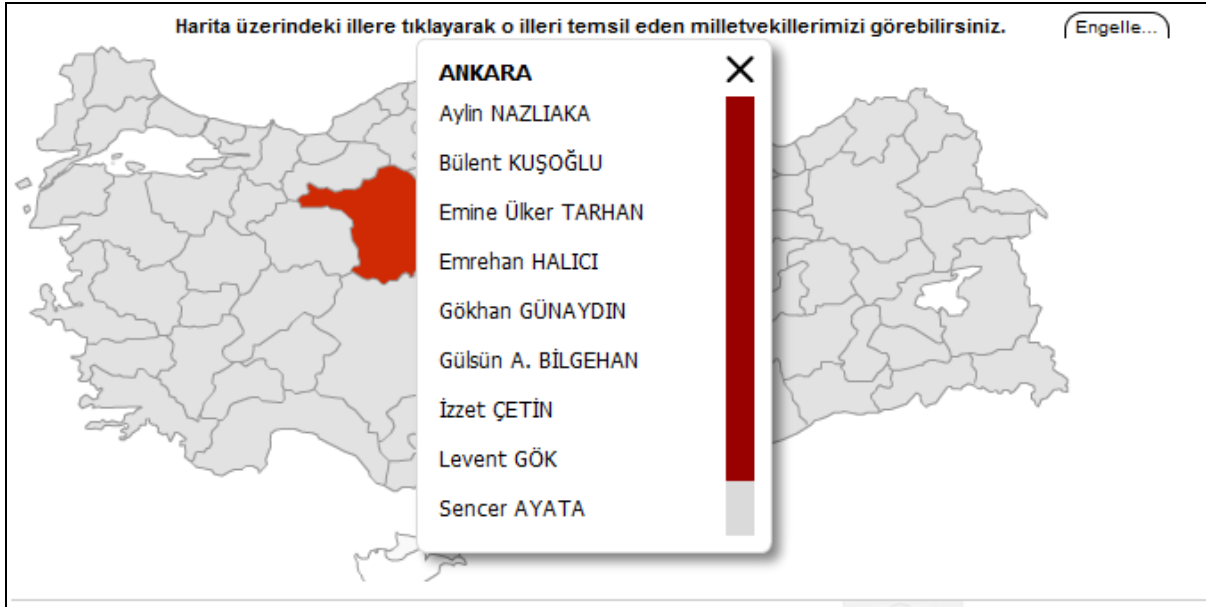 Harita üzerindeki illere tıklayarak o illeri temsil eden milletvekillerimizi görebilirsiniz.
Engelle...
ANKARA
Aylin NAZLIAKA
Bülent KUŞOĞLU
Emine Ülker TARHAN
Emrehan HALICI
Gökhan GÜNAYDIN
Gülsün A. BİLGEHAN
İzzet ÇETİN
Levent GÖK
Sencer AYATA